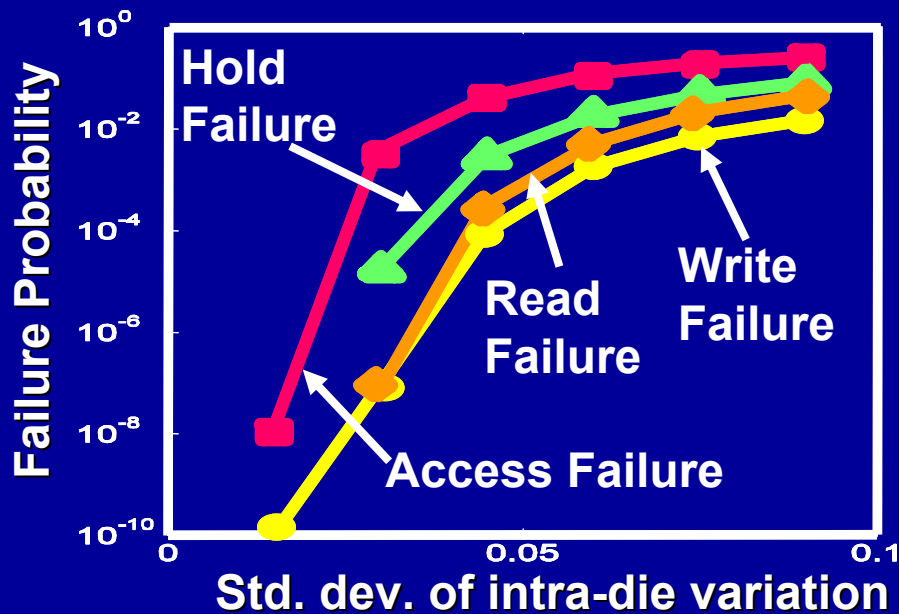 Failure Probability
10⁰
10⁻²
10⁻⁴
10⁻⁶
10⁻⁸
10⁻¹⁰
Hold
Failure
Read
Failure
Write
Failure
Access Failure
0
0.05
0.1
Std. dev. of intra-die variation